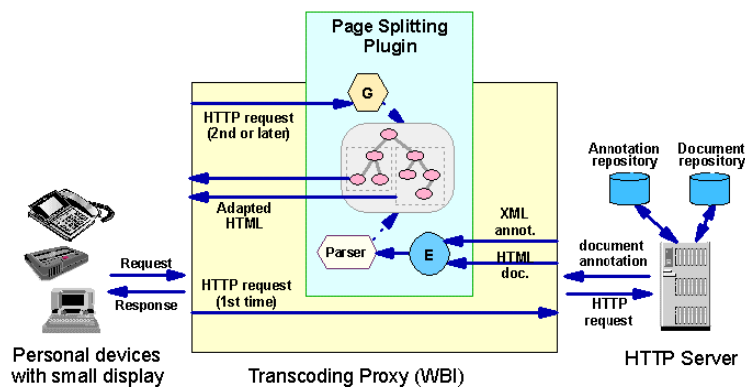 Page Splitting
Plugin
G
HTTP request
(2nd or later)
Adapted
HTML
Parser
E
XML
annot.
HTMl
doc.
HTTP request
(1st time)
Request
Response
Personal devices
with small display
Transcoding Proxy (WBI)
Annotation
repository
Document
repository
document
annotation
HTTP
request
HTTP Server